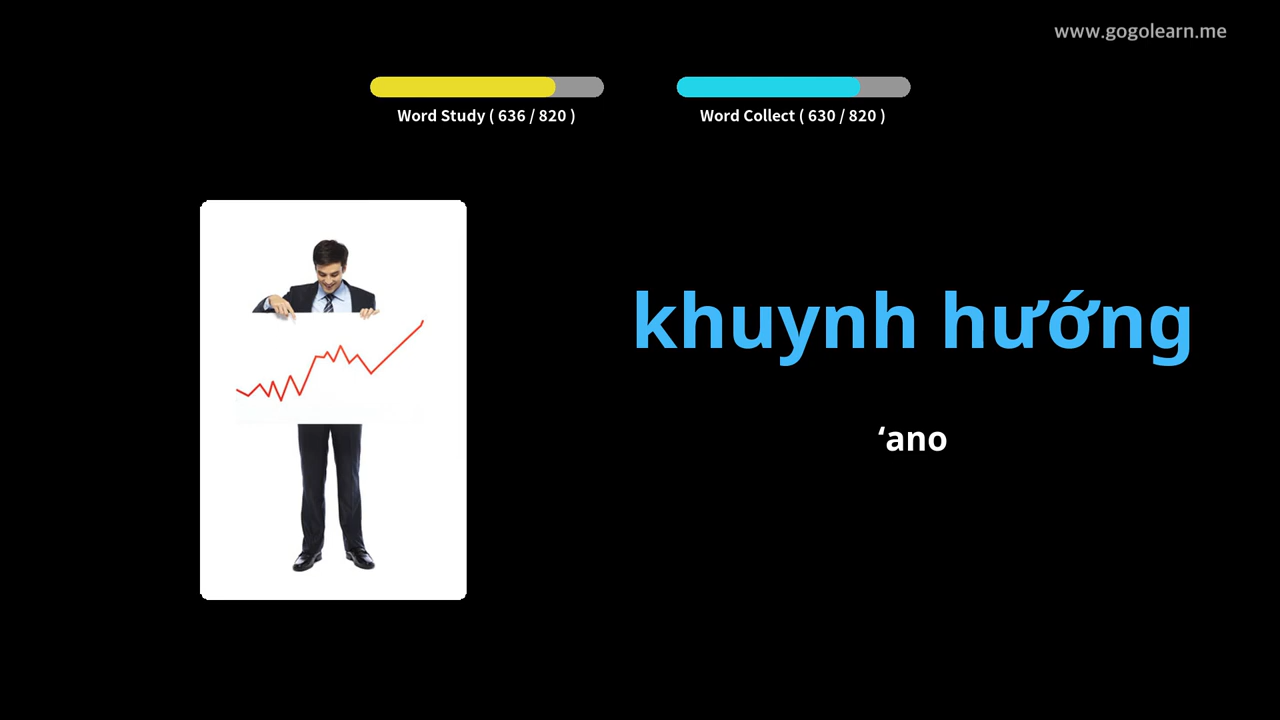 www.gogolearn.me
Word Study ( 636 / 820 )
Word Collect ( 630 / 820 )
khuynh hướng
‘ano